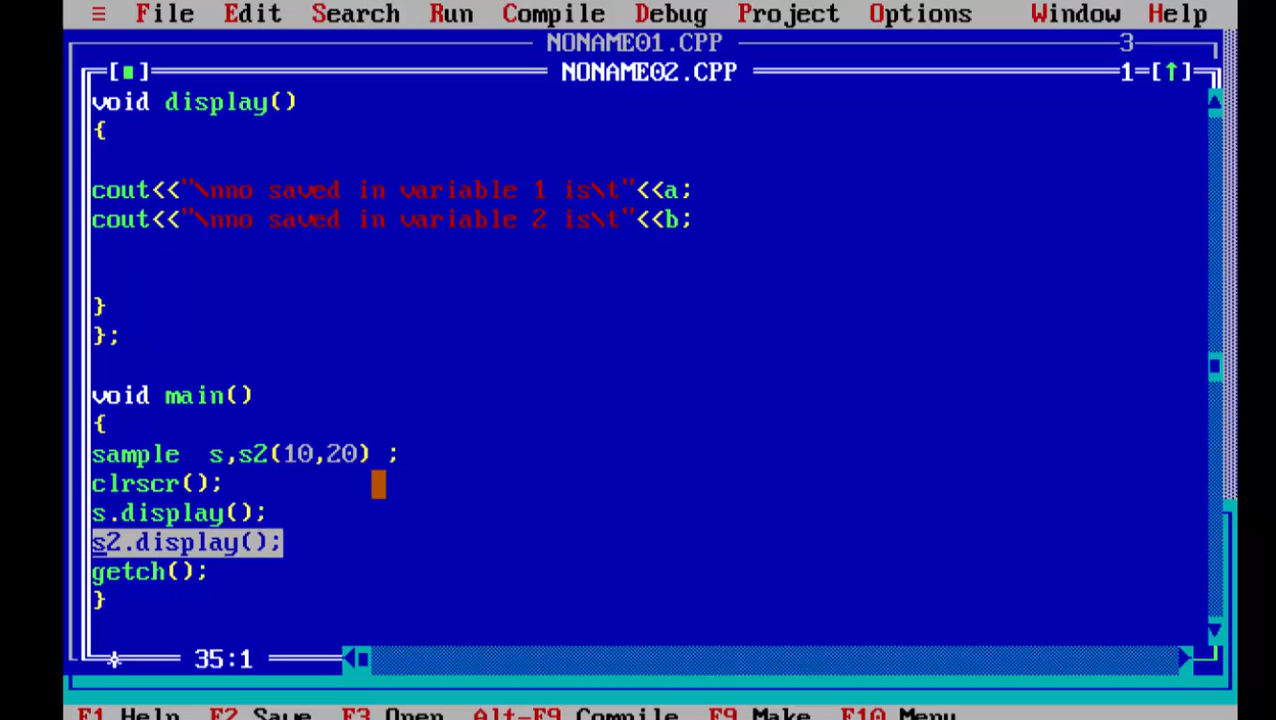 ≡ File Edit Search Run Compile Debug Project Options Window Help
NONAME01.CPP 3
[■] NONAME02.CPP 1=[↑]
void display()
{
cout<<"\nno saved in variable 1 is\t"<<a;
cout<<"\nno saved in variable 2 is\t"<<b;
}
};
void main()
{
sample  s,s2(10,20) ;
clrscr();
s.display();
s2.display();
getch();
}
35:1
F1 Help F2 Save F3 Open Alt-F9 Compile F9 Make F10 Menu